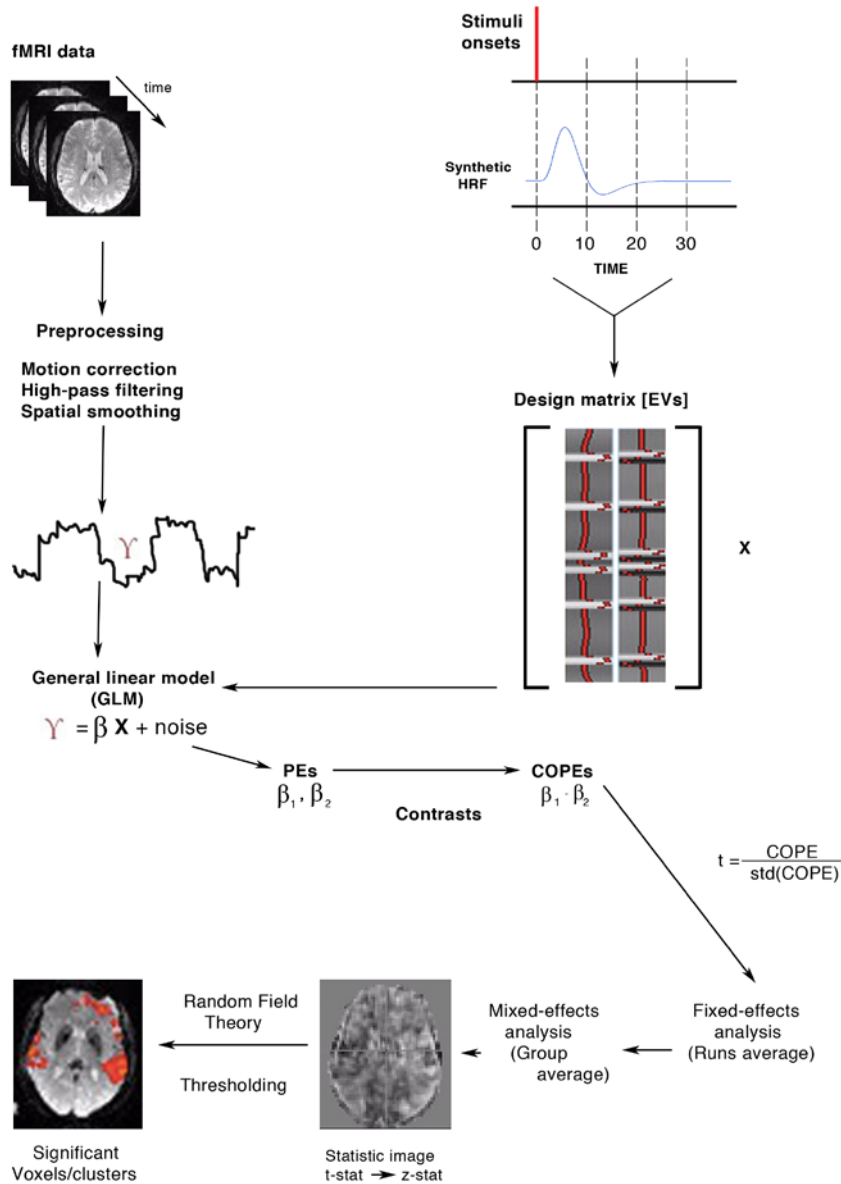 fMRI data
time
Preprocessing
Motion correction
High-pass filtering
Spatial smoothing
ϒ
General linear model
(GLM)
ϒ = β X + noise
Stimuli
onsets
Synthetic
HRF
0 10 20 30
TIME
Design matrix [EVs]
X
PEs
β₁, β₂
Contrasts
COPEs
β₁ - β₂
t = COPE
std(COPE)
Fixed-effects
analysis
(Runs average)
Mixed-effects
analysis
(Group
average)
Statistic image
t-stat → z-stat
Random Field
Theory
Thresholding
Significant
Voxels/clusters